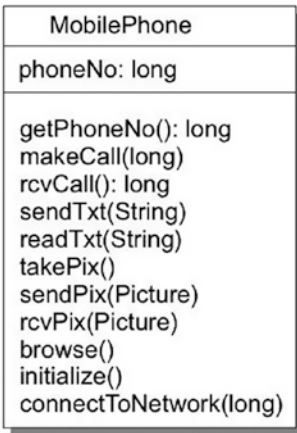 MobilePhone
phoneNo: long
getPhoneNo(): long
makeCall(long)
rcvCall(): long
sendTxt(String)
readTxt(String)
takePix()
sendPix(Picture)
rcvPix(Picture)
browse()
initialize()
connectToNetwork(long)